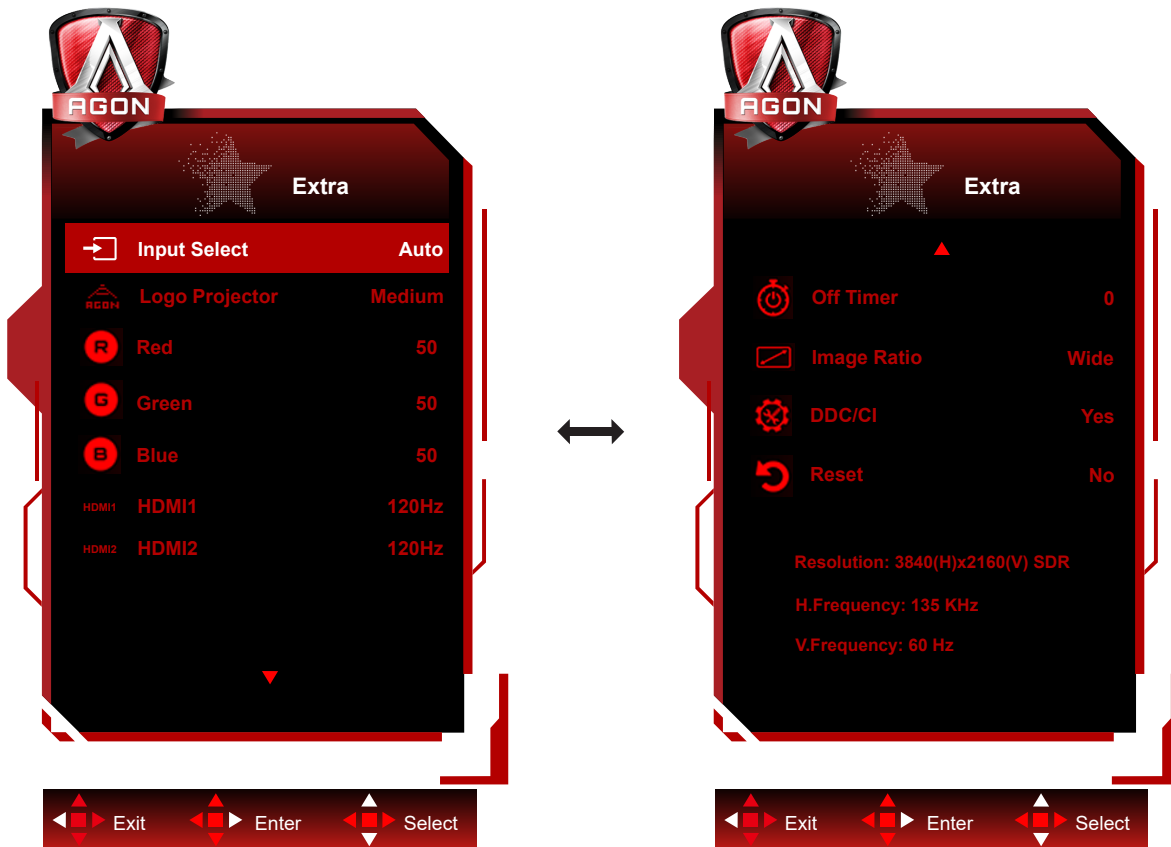 AGON
Extra
Input Select Auto
AGON Logo Projector Medium
R Red 50
G Green 50
B Blue 50
HDMI1 HDMI1 120Hz
HDMI2 HDMI2 120Hz
Exit Enter Select
AGON
Extra
Off Timer 0
Image Ratio Wide
DDC/CI Yes
Reset No
Resolution: 3840(H)x2160(V) SDR
H.Frequency: 135 KHz
V.Frequency: 60 Hz
Exit Enter Select